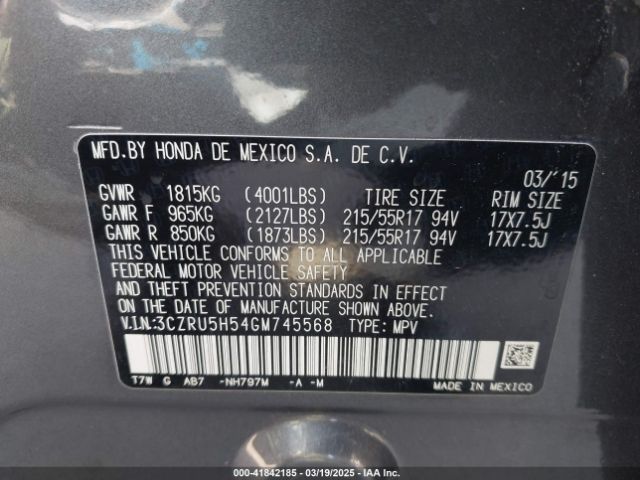 MFD.BY HONDA DE MEXICO S.A. DE C.V.
03/'15
GVWR 1815KG (4001LBS) TIRE SIZE RIM SIZE
GAWR F 965KG (2127LBS) 215/55R17 94V 17X7.5J
GAWR R 850KG (1873LBS) 215/55R17 94V 17X7.5J
THIS VEHICLE CONFORMS TO ALL APPLICABLE
FEDERAL MOTOR VEHICLE SAFETY
AND THEFT PREVENTION STANDARDS IN EFFECT
ON THE DATE OF MANUFACTURE SHOWN ABOVE.
V.I.N:3CZRU5H54GM745568 TYPE: MPV
T7W G AB7 -NH797M -A -M MADE IN MEXICO
000-41842185 - 03/19/2025 - IAA Inc.